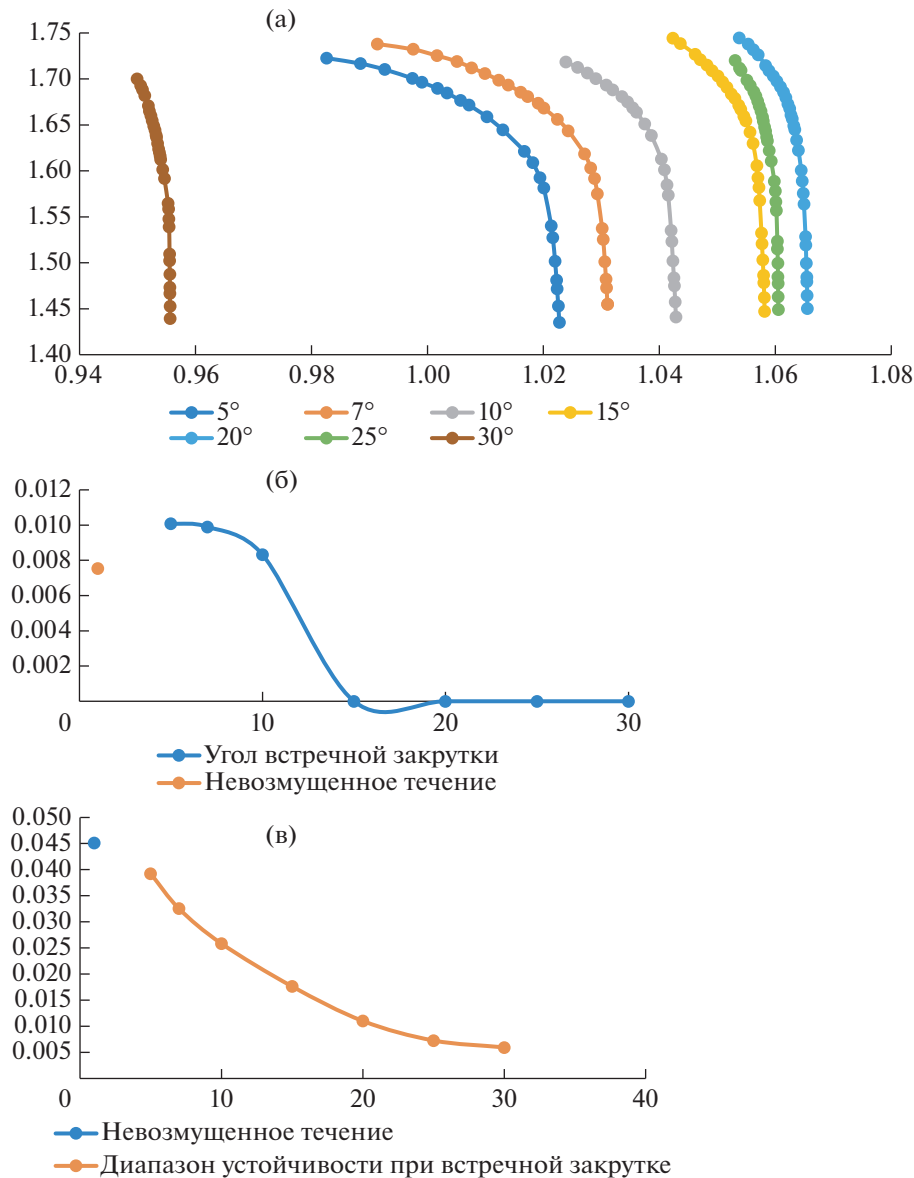 (а)
1.75
1.70
1.65
1.60
1.55
1.50
1.45
1.40
0.94 0.96 0.98 1.00 1.02 1.04 1.06 1.08
5° 7° 10° 15°
20° 25° 30°
(б)
0.012
0.010
0.008
0.006
0.004
0.002
0 10 20 30
Угол встречной закрутки
Невозмущенное течение
(в)
0.050
0.045
0.040
0.035
0.030
0.025
0.020
0.015
0.010
0.005
0 10 20 30 40
Невозмущенное течение
Диапазон устойчивости при встречной закрутке